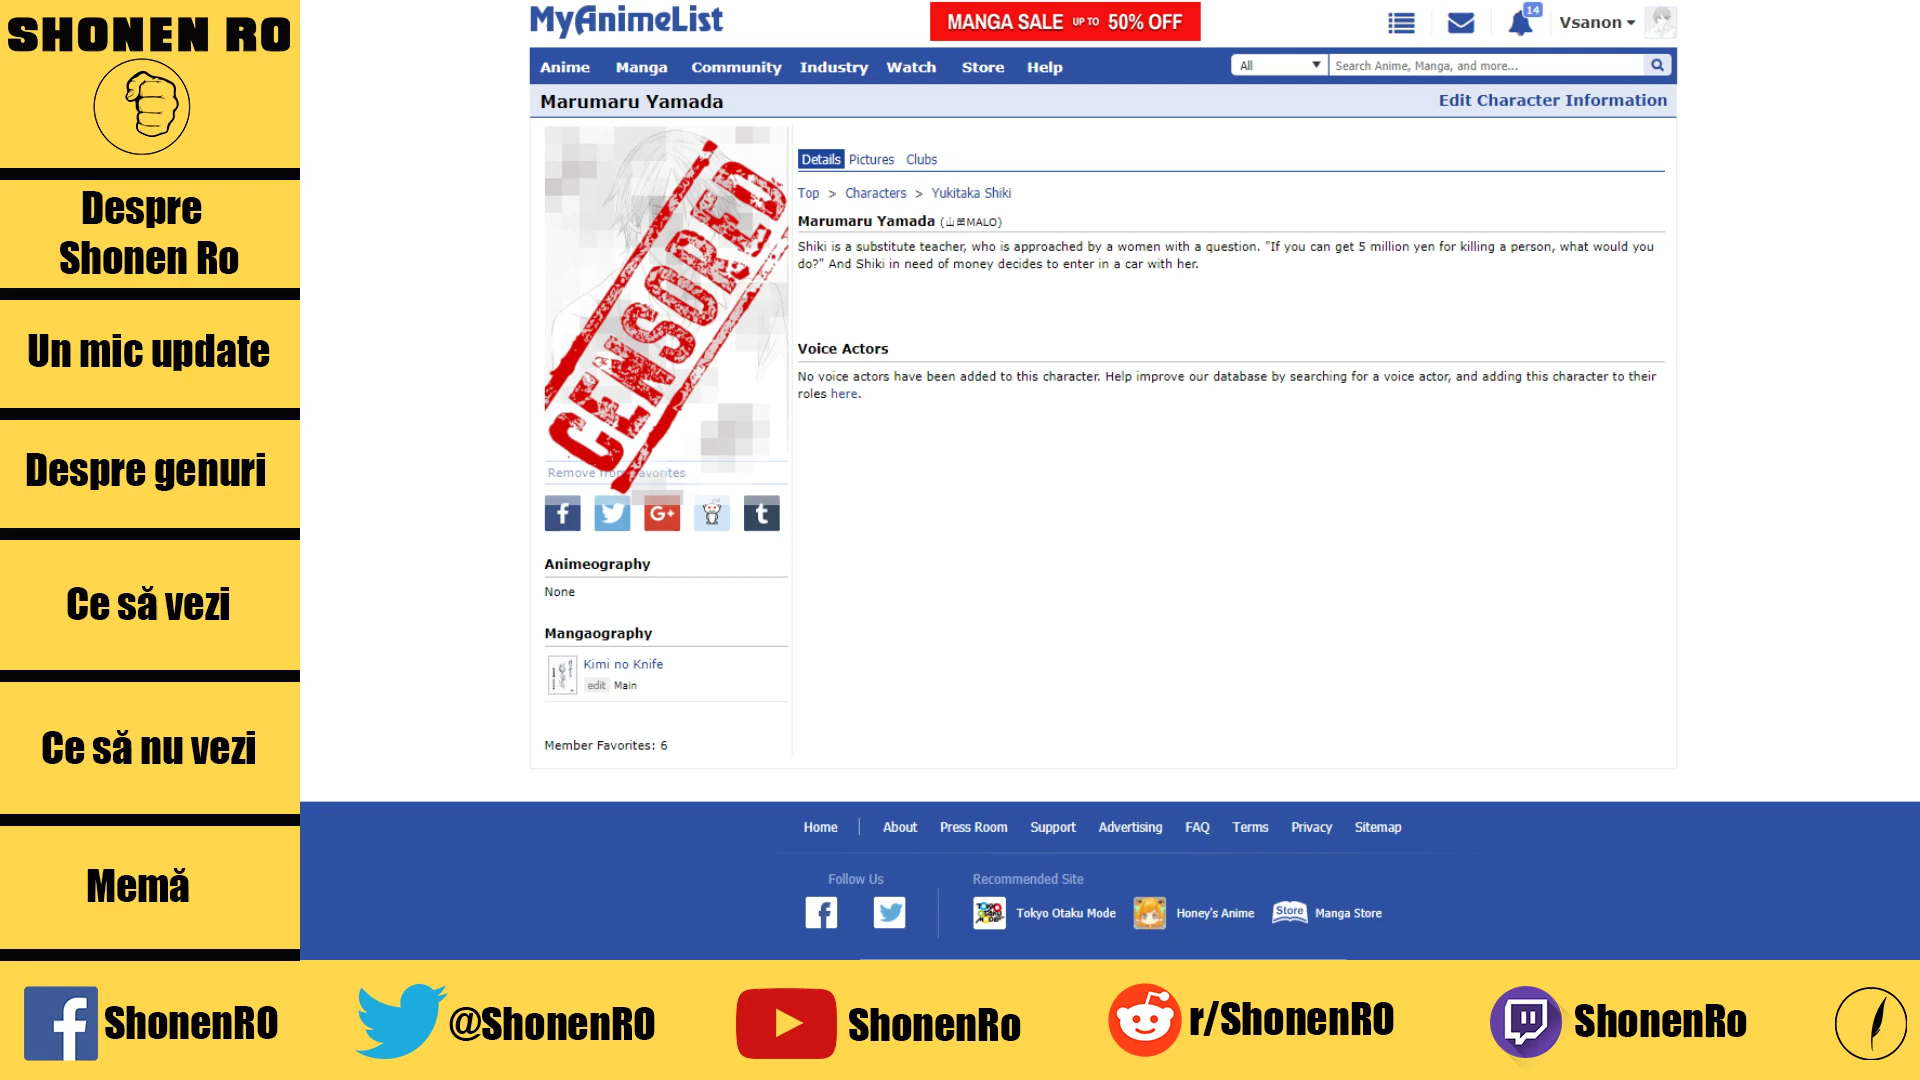 SHONEN RO
Despre
Shonen Ro
Un mic update
Despre genuri
Ce să vezi
Ce să nu vezi
Memă
MyAnimeList
MANGA SALE UP TO 50% OFF
14
Vsanon
Anime Manga Community Industry Watch Store Help
All
Search Anime, Manga, and more...
Marumaru Yamada
Edit Character Information
CENSORED
Remove from Favorites
Animeography
None
Mangaography
Kimi no Knife
edit Main
Member Favorites: 6
Details Pictures Clubs
Top > Characters > Yukitaka Shiki
Marumaru Yamada
Shiki is a substitute teacher, who is approached by a women with a question. "If you can get 5 million yen for killing a person, what would you
do?" And Shiki in need of money decides to enter in a car with her.
Voice Actors
No voice actors have been added to this character. Help improve our database by searching for a voice actor, and adding this character to their
roles here.
Home About Press Room Support Advertising FAQ Terms Privacy Sitemap
Follow Us
Recommended Site
Tokyo Otaku Mode
Honey's Anime
Store
Manga Store
ShonenRO
@ShonenRO
ShonenRo
r/ShonenRO
ShonenRo